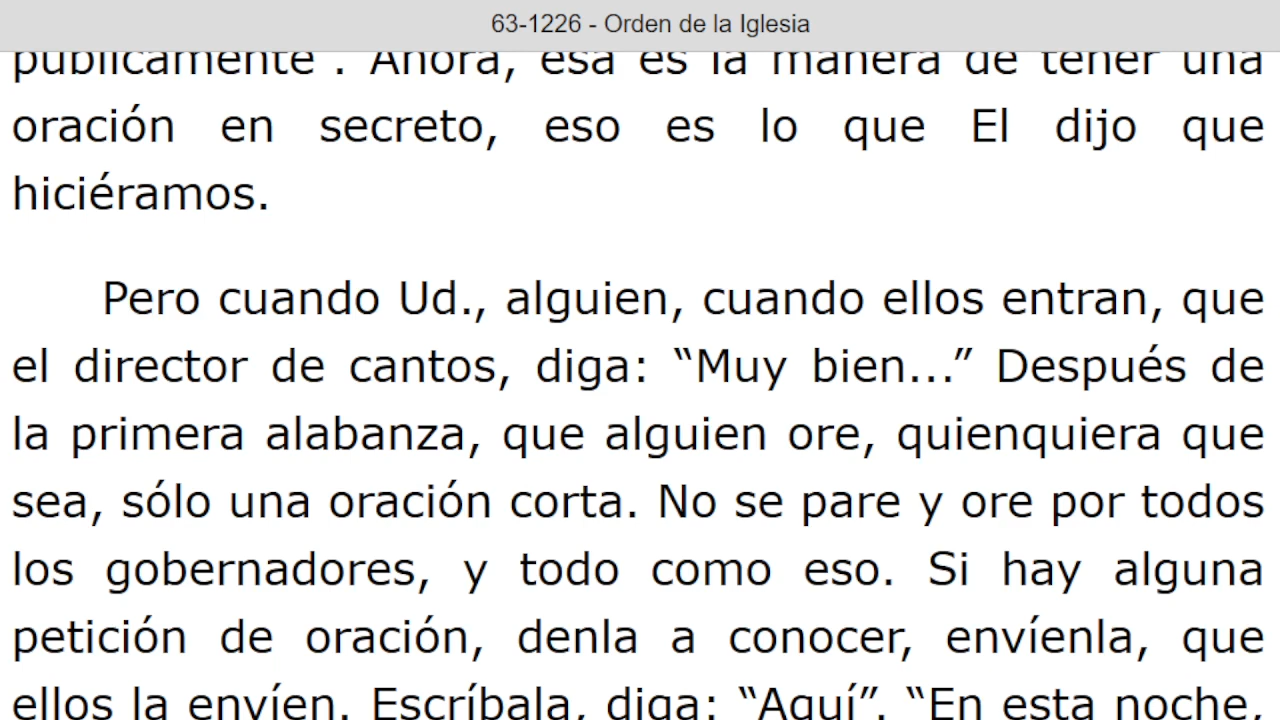 63-1226 - Orden de la Iglesia
públicamente”. Ahora, esa es la manera de tener una
oración en secreto, eso es lo que El dijo que
hiciéramos.
Pero cuando Ud., alguien, cuando ellos entran, que
el director de cantos, diga: “Muy bien...” Después de
la primera alabanza, que alguien ore, quienquiera que
sea, sólo una oración corta. No se pare y ore por todos
los gobernadores, y todo como eso. Si hay alguna
petición de oración, denla a conocer, envíenla, que
ellos la envíen. Escríbala, diga: “Aquí”. “En esta noche,